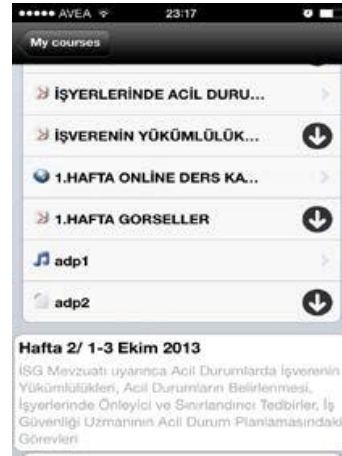 AVEA 23:17
My courses
İŞYERLERİNDE ACİL DURU...
İŞVERENİN YÜKÜMLÜLÜK...
1.HAFTA ONLİNE DERS KA...
1.HAFTA GORSELLER
adp1
adp2
Hafta 2/ 1-3 Ekim 2013
İSG Mevzuatı uyarınca Acil Durumlarda İşverenin
Yükümlülükleri, Acil Durumların Belirlenmesi,
İşyerlerinde Önleyici ve Sınırlandırıcı Tedbirler, İş
Güvenliği Uzmanının Acil Durum Planlamasındaki
Görevleri